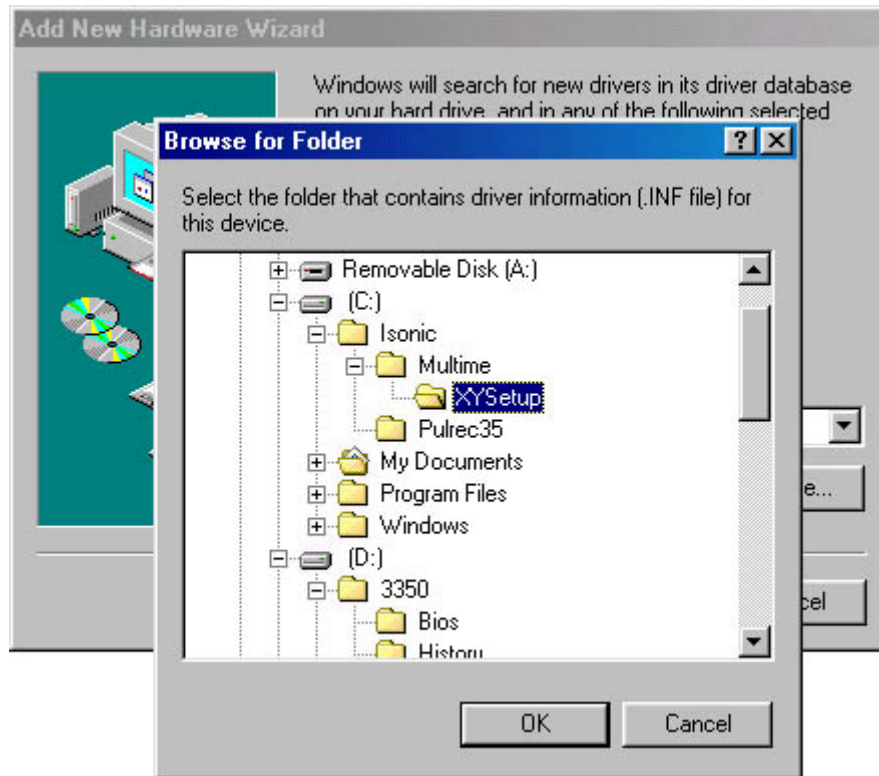 Add New Hardware Wizard
Windows will search for new drivers in its driver database
on your hard drive, and in any of the following selected
Browse for Folder
Select the folder that contains driver information (.INF file) for
this device.
Removable Disk (A:)
(C:)
Isonic
Multime
XYSetup
Pulrec35
My Documents
Program Files
Windows
(D:)
3350
Bios
History
e...
cel
OK
Cancel